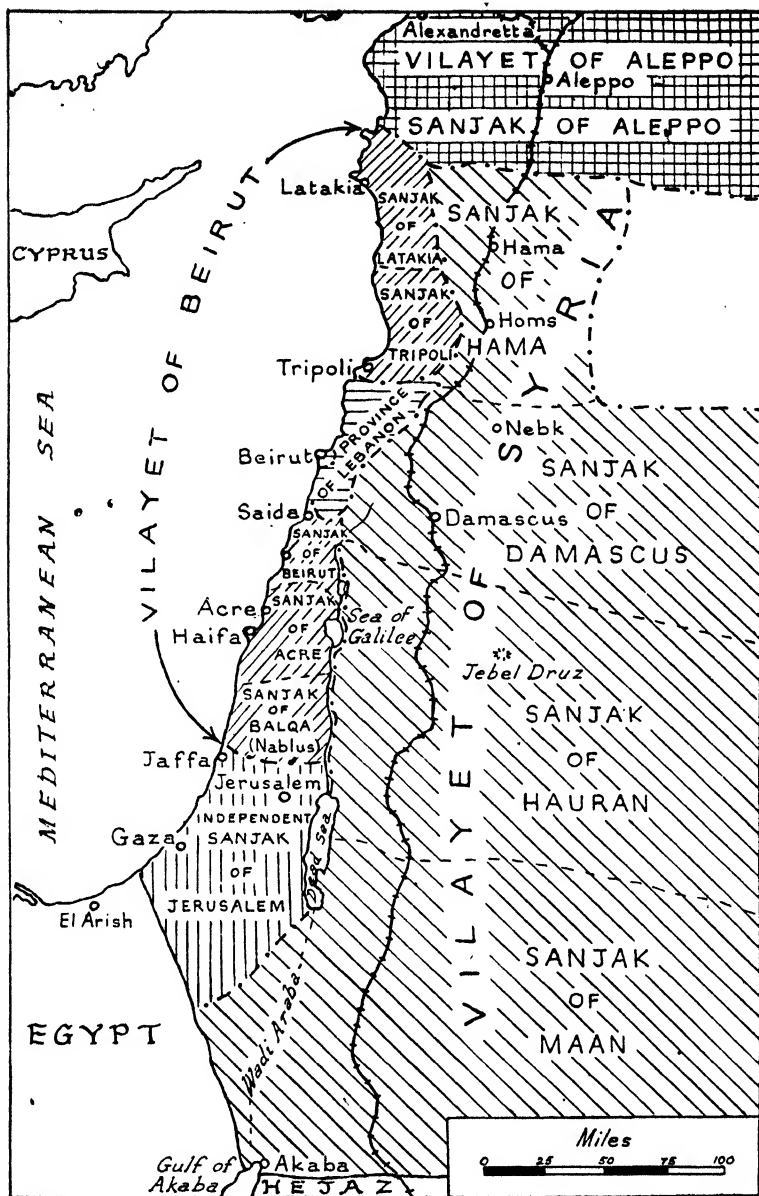 Alexandretta
VILAYET OF ALEPPO
Aleppo
SANJAK OF ALEPPO
VILAYET OF BEIRUT
Latakia
SANJAK
OF
LATAKIA
SANJAK
OF
HAMA
Hama
CYPRUS
SANJAK
OF
TRIPOLI
Homs
Tripoli
VILAYET OF SYRIA
PROVINCE
OF LEBANON
Nebk
MEDITERRANEAN SEA
Beirut
SANJAK
OF
DAMASCUS
Saida
Damascus
SANJAK
OF
BEIRUT
Acre
Haifa
SANJAK
OF
ACRE
Sea of
Galilee
Jebel Druz
SANJAK
OF
BALQA
(Nablus)
SANJAK
OF
HAURAN
Jaffa
Jerusalem
INDEPENDENT
SANJAK
OF
JERUSALEM
Gaza
Dead Sea
El Arish
SANJAK
OF
MAAN
EGYPT
Wadi Araba
Gulf of
Akaba
Akaba
HEJAZ
Miles
0 25 50 75 100